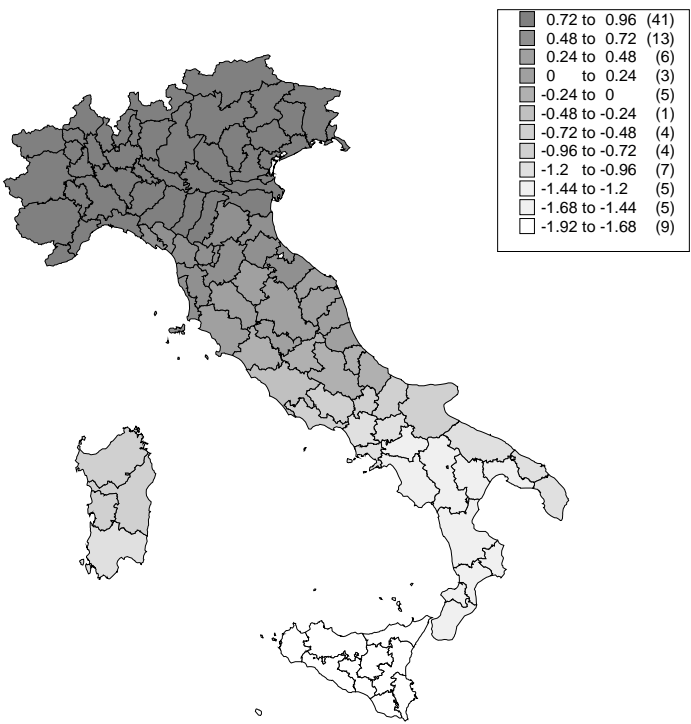 0.72 to 0.96 (41)
0.48 to 0.72 (13)
0.24 to 0.48 (6)
0 to 0.24 (3)
-0.24 to 0 (5)
-0.48 to -0.24 (1)
-0.72 to -0.48 (4)
-0.96 to -0.72 (4)
-1.2 to -0.96 (7)
-1.44 to -1.2 (5)
-1.68 to -1.44 (5)
-1.92 to -1.68 (9)